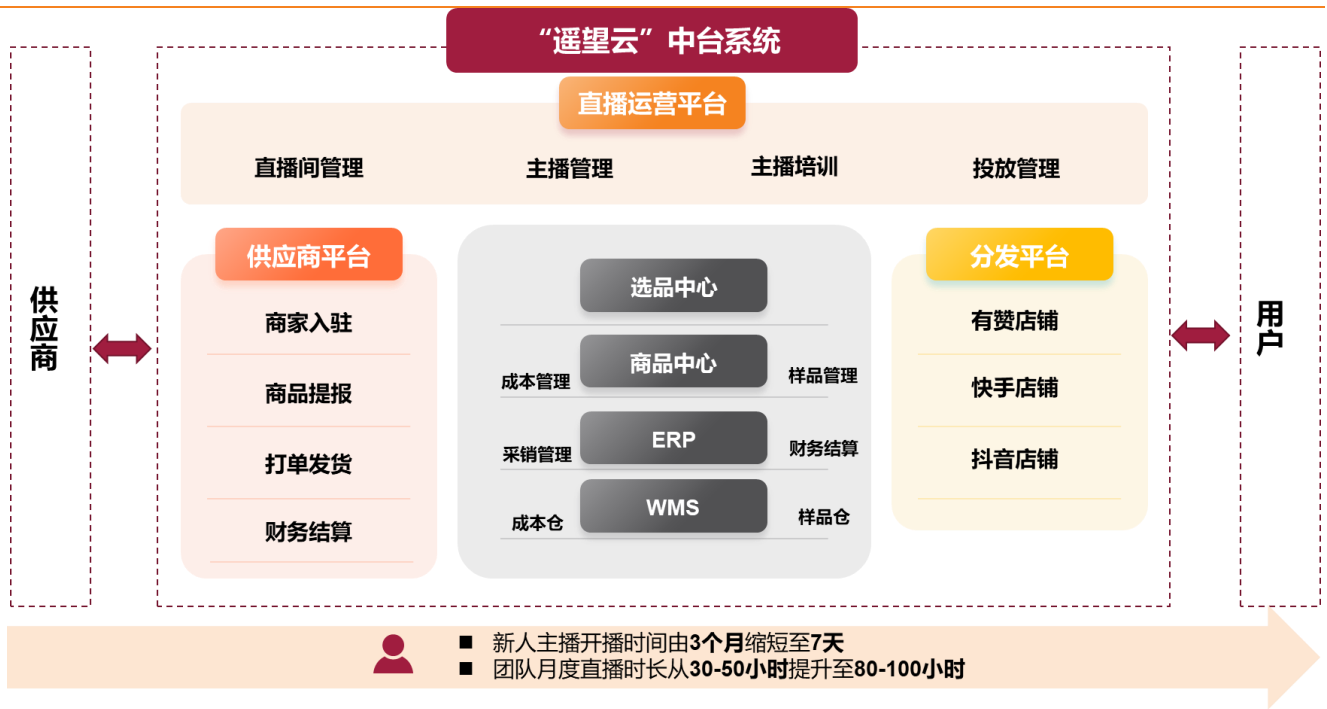 “遥望云”中台系统
直播运营平台
直播间管理
主播管理
主播培训
投放管理
供应商
供应商平台
商家入驻
商品提报
打单发货
财务结算
选品中心
成本管理
商品中心
样品管理
采销管理
ERP
财务结算
成本仓
WMS
样品仓
分发平台
有赞店铺
快手店铺
抖音店铺
用户
■ 新人主播开播时间由3个月缩短至7天
■ 团队月度直播时长从30-50小时提升至80-100小时